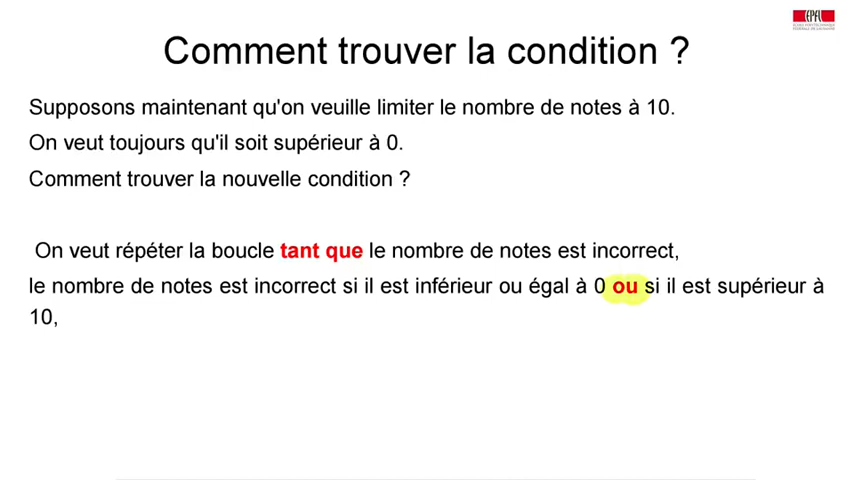 EPFL
Comment trouver la condition ?
Supposons maintenant qu'on veuille limiter le nombre de notes à 10.
On veut toujours qu'il soit supérieur à 0.
Comment trouver la nouvelle condition ?
On veut répéter la boucle tant que le nombre de notes est incorrect,
le nombre de notes est incorrect si il est inférieur ou égal à 0 ou si il est supérieur à
10,